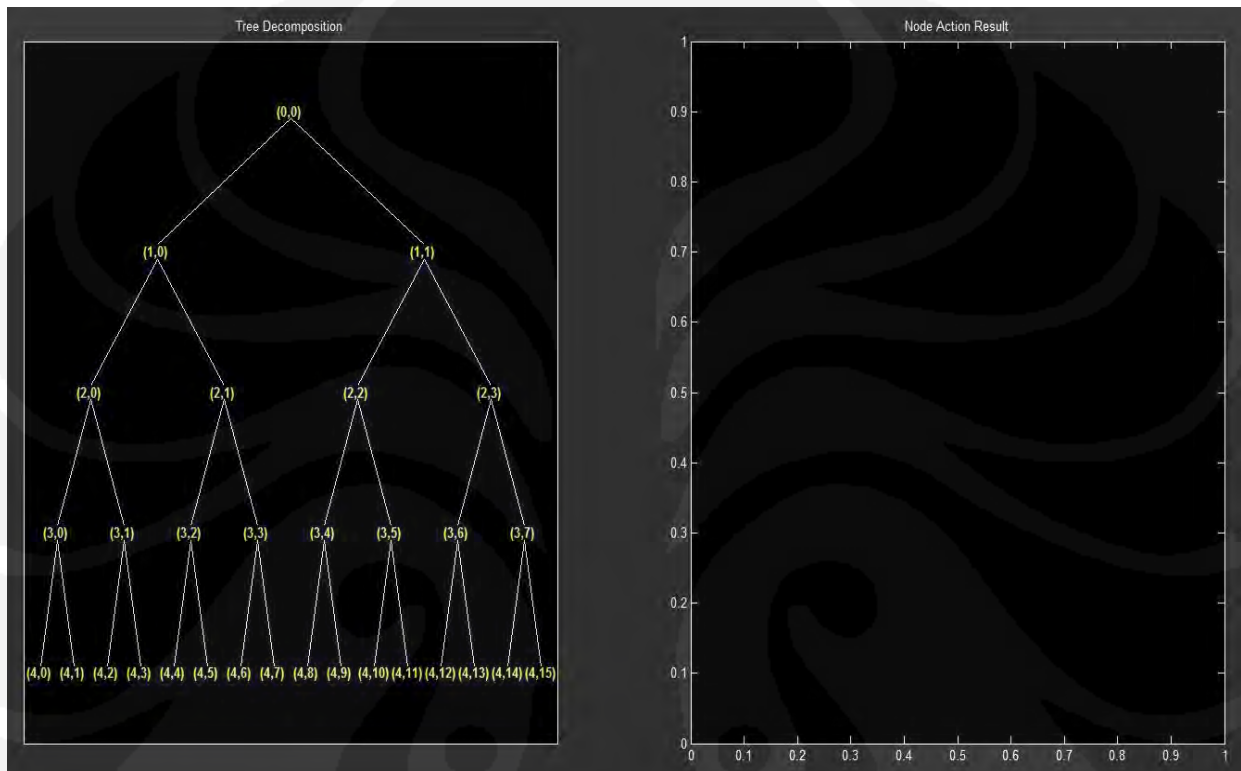 Tree Decomposition
(0,0)
(1,0) (1,1)
(2,0) (2,1) (2,2) (2,3)
(3,0) (3,1) (3,2) (3,3) (3,4) (3,5) (3,6) (3,7)
(4,0) (4,1) (4,2) (4,3) (4,4) (4,5) (4,6) (4,7) (4,8) (4,9) (4,10) (4,11) (4,12) (4,13) (4,14) (4,15)
Node Action Result
1
0.9
0.8
0.7
0.6
0.5
0.4
0.3
0.2
0.1
0
0 0.1 0.2 0.3 0.4 0.5 0.6 0.7 0.8 0.9 1